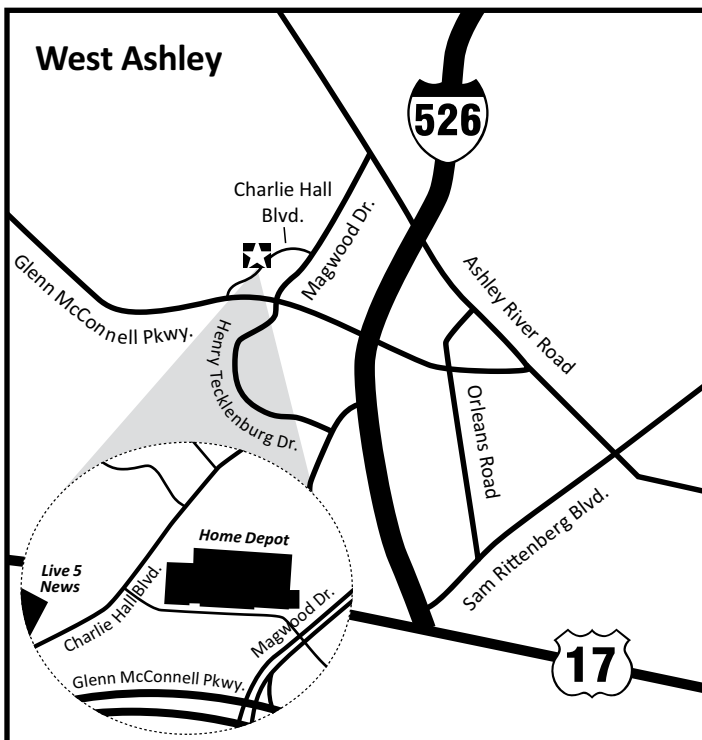 West Ashley
526
Charlie Hall
Blvd.
Magwood Dr.
Glenn McConnell Pkwy.
Ashley River Road
Henry Tecklenburg Dr.
Orleans Road
Sam Rittenberg Blvd.
Home Depot
Live 5
News
Charlie Hall Blvd.
Magwood Dr.
Glenn McConnell Pkwy.
17